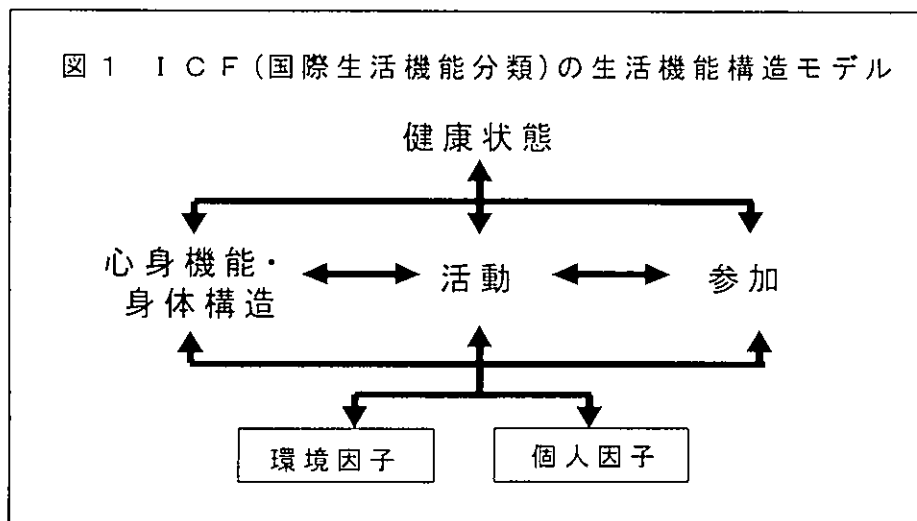 図1 ICF(国際生活機能分類)の生活機能構造モデル
健康状態
心身機能・
身体構造
活動
参加
環境因子
個人因子